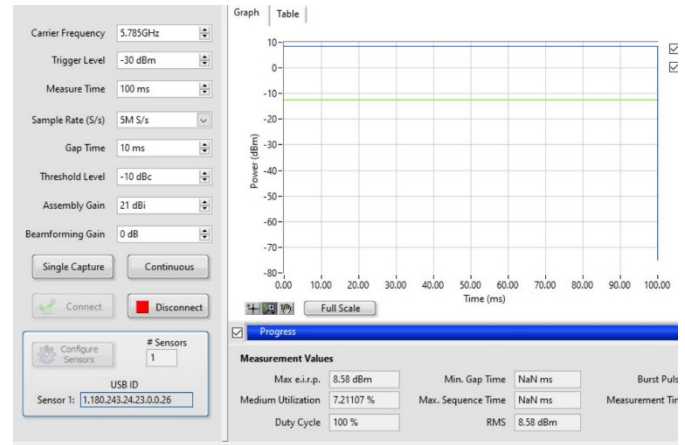 Graph Table
Carrier Frequency 5.785GHz
Trigger Level -30 dBm
Measure Time 100 ms
Sample Rate (S/s) 5M S/s
Gap Time 10 ms
Threshold Level -10 dBc
Assembly Gain 21 dBi
Beamforming Gain 0 dB
Single Capture Continuous
Connect Disconnect
Configure Sensors
# Sensors
1
USB ID
Sensor 1: 1.180.243.24.23.0.0.26
Power (dBm)
10
0
-10
-20
-30
-40
-50
-60
-70
-80
0.00 10.00 20.00 30.00 40.00 50.00 60.00 70.00 80.00 90.00 100.00
Time (ms)
Full Scale
Progress
Measurement Values
Max e.i.r.p. 8.58 dBm Min. Gap Time NaN ms Burst Puls
Medium Utilization 7.21107 % Max. Sequence Time NaN ms Measurement Tim
Duty Cycle 100 % RMS 8.58 dBm